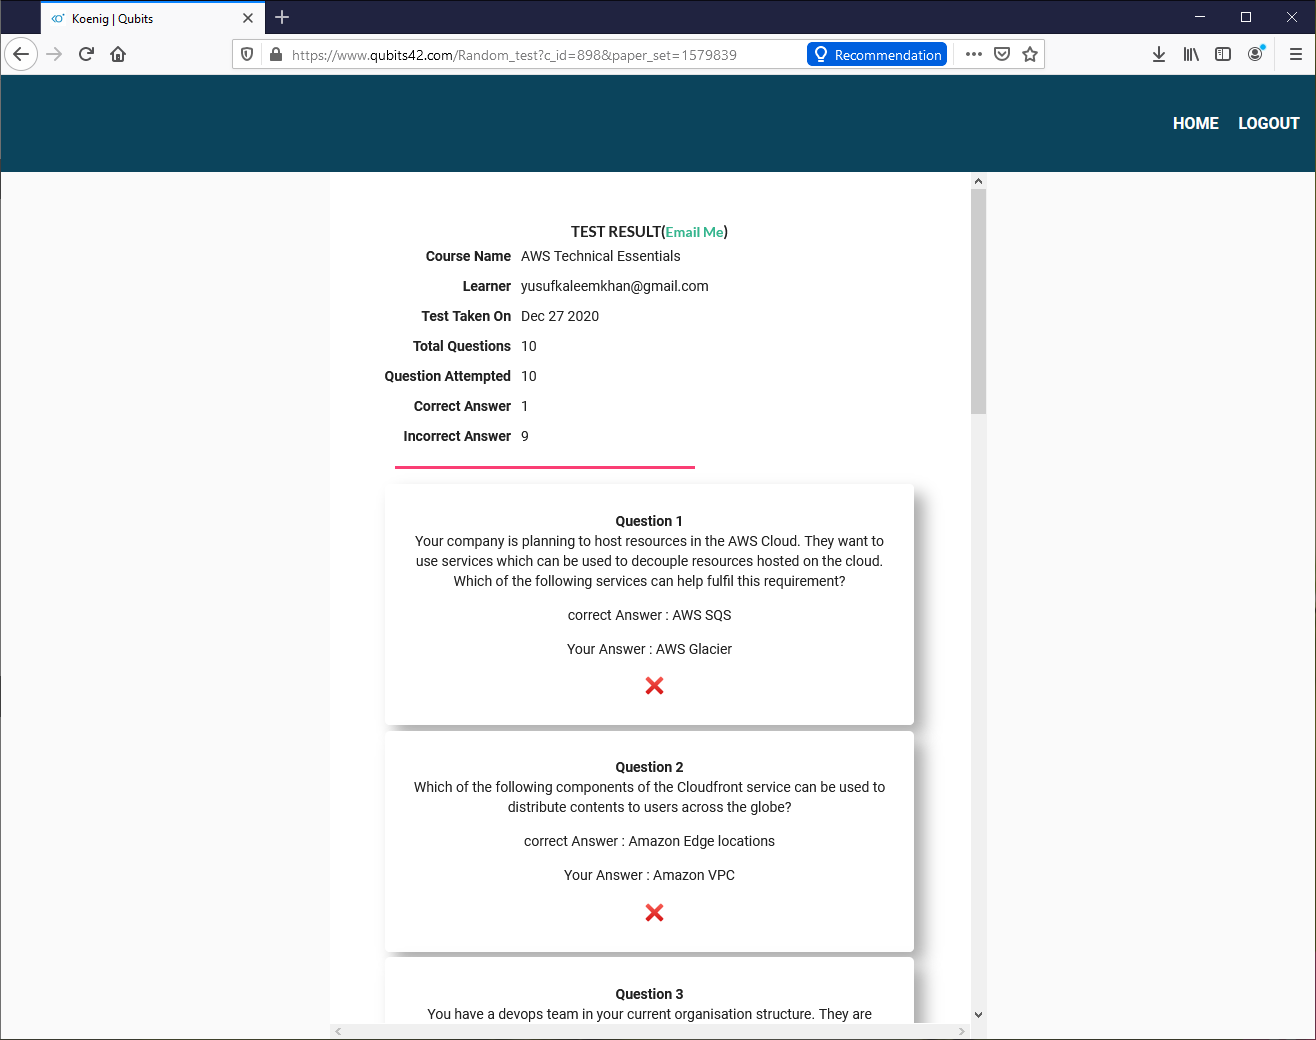 Koenig | Qubits
https://www.qubits42.com/Random_test?c_id=898&paper_set=1579839
Recommendation
HOME LOGOUT
TEST RESULT(Email Me)
Course Name AWS Technical Essentials
Learner yusufkaleemkhan@gmail.com
Test Taken On Dec 27 2020
Total Questions 10
Question Attempted 10
Correct Answer 1
Incorrect Answer 9
Question 1
Your company is planning to host resources in the AWS Cloud. They want to
use services which can be used to decouple resources hosted on the cloud.
Which of the following services can help fulfil this requirement?
correct Answer : AWS SQS
Your Answer : AWS Glacier
Question 2
Which of the following components of the Cloudfront service can be used to
distribute contents to users across the globe?
correct Answer : Amazon Edge locations
Your Answer : Amazon VPC
Question 3
You have a devops team in your current organisation structure. They are